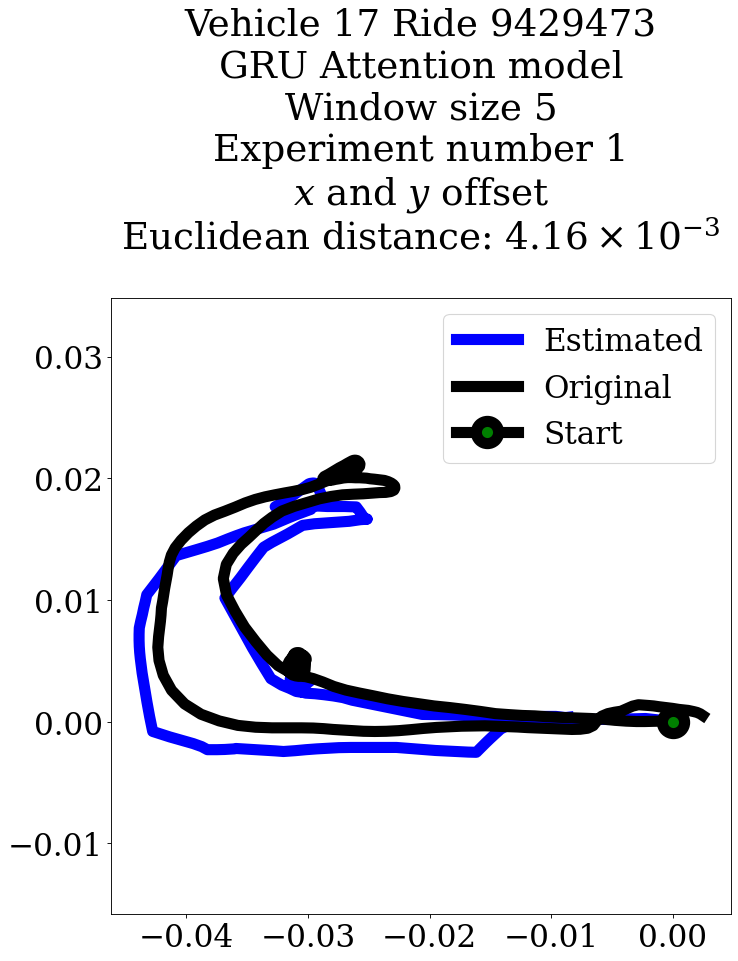 Vehicle 17 Ride 9429473
GRU Attention model
Window size 5
Experiment number 1
x and y offset
Euclidean distance: 4.16 × 10⁻³
Estimated
Original
Start
0.03
0.02
0.01
0.00
−0.01
−0.04 −0.03 −0.02 −0.01 0.00